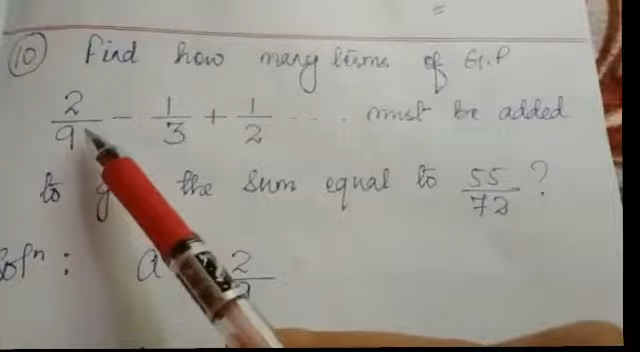 =
10 Find how many terms of G.P
2/9 - 1/3 + 1/2 ... must be added
to the sum equal to 55/72 ?
Solⁿ : a 2